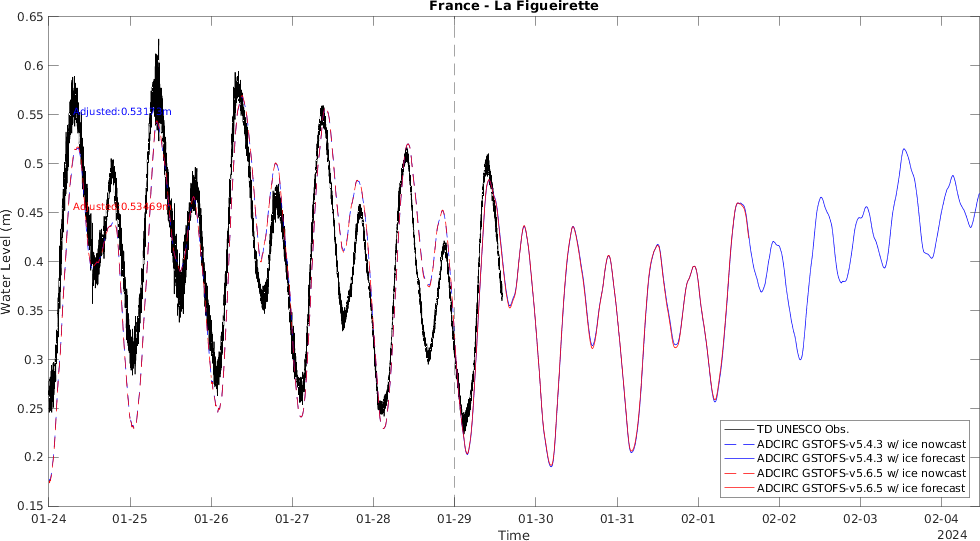 France - La Figueirette
0.65
0.6
0.55
0.5
0.45
0.4
0.35
0.3
0.25
0.2
0.15
Water Level (m)
Adjusted:0.53469m
TD UNESCO Obs.
ADCIRC GSTOFS-v5.4.3 w/ ice nowcast
ADCIRC GSTOFS-v5.4.3 w/ ice forecast
ADCIRC GSTOFS-v5.6.5 w/ ice nowcast
ADCIRC GSTOFS-v5.6.5 w/ ice forecast
01-24 01-25 01-26 01-27 01-28 01-29 01-30 01-31 02-01 02-02 02-03 02-04
Time
2024